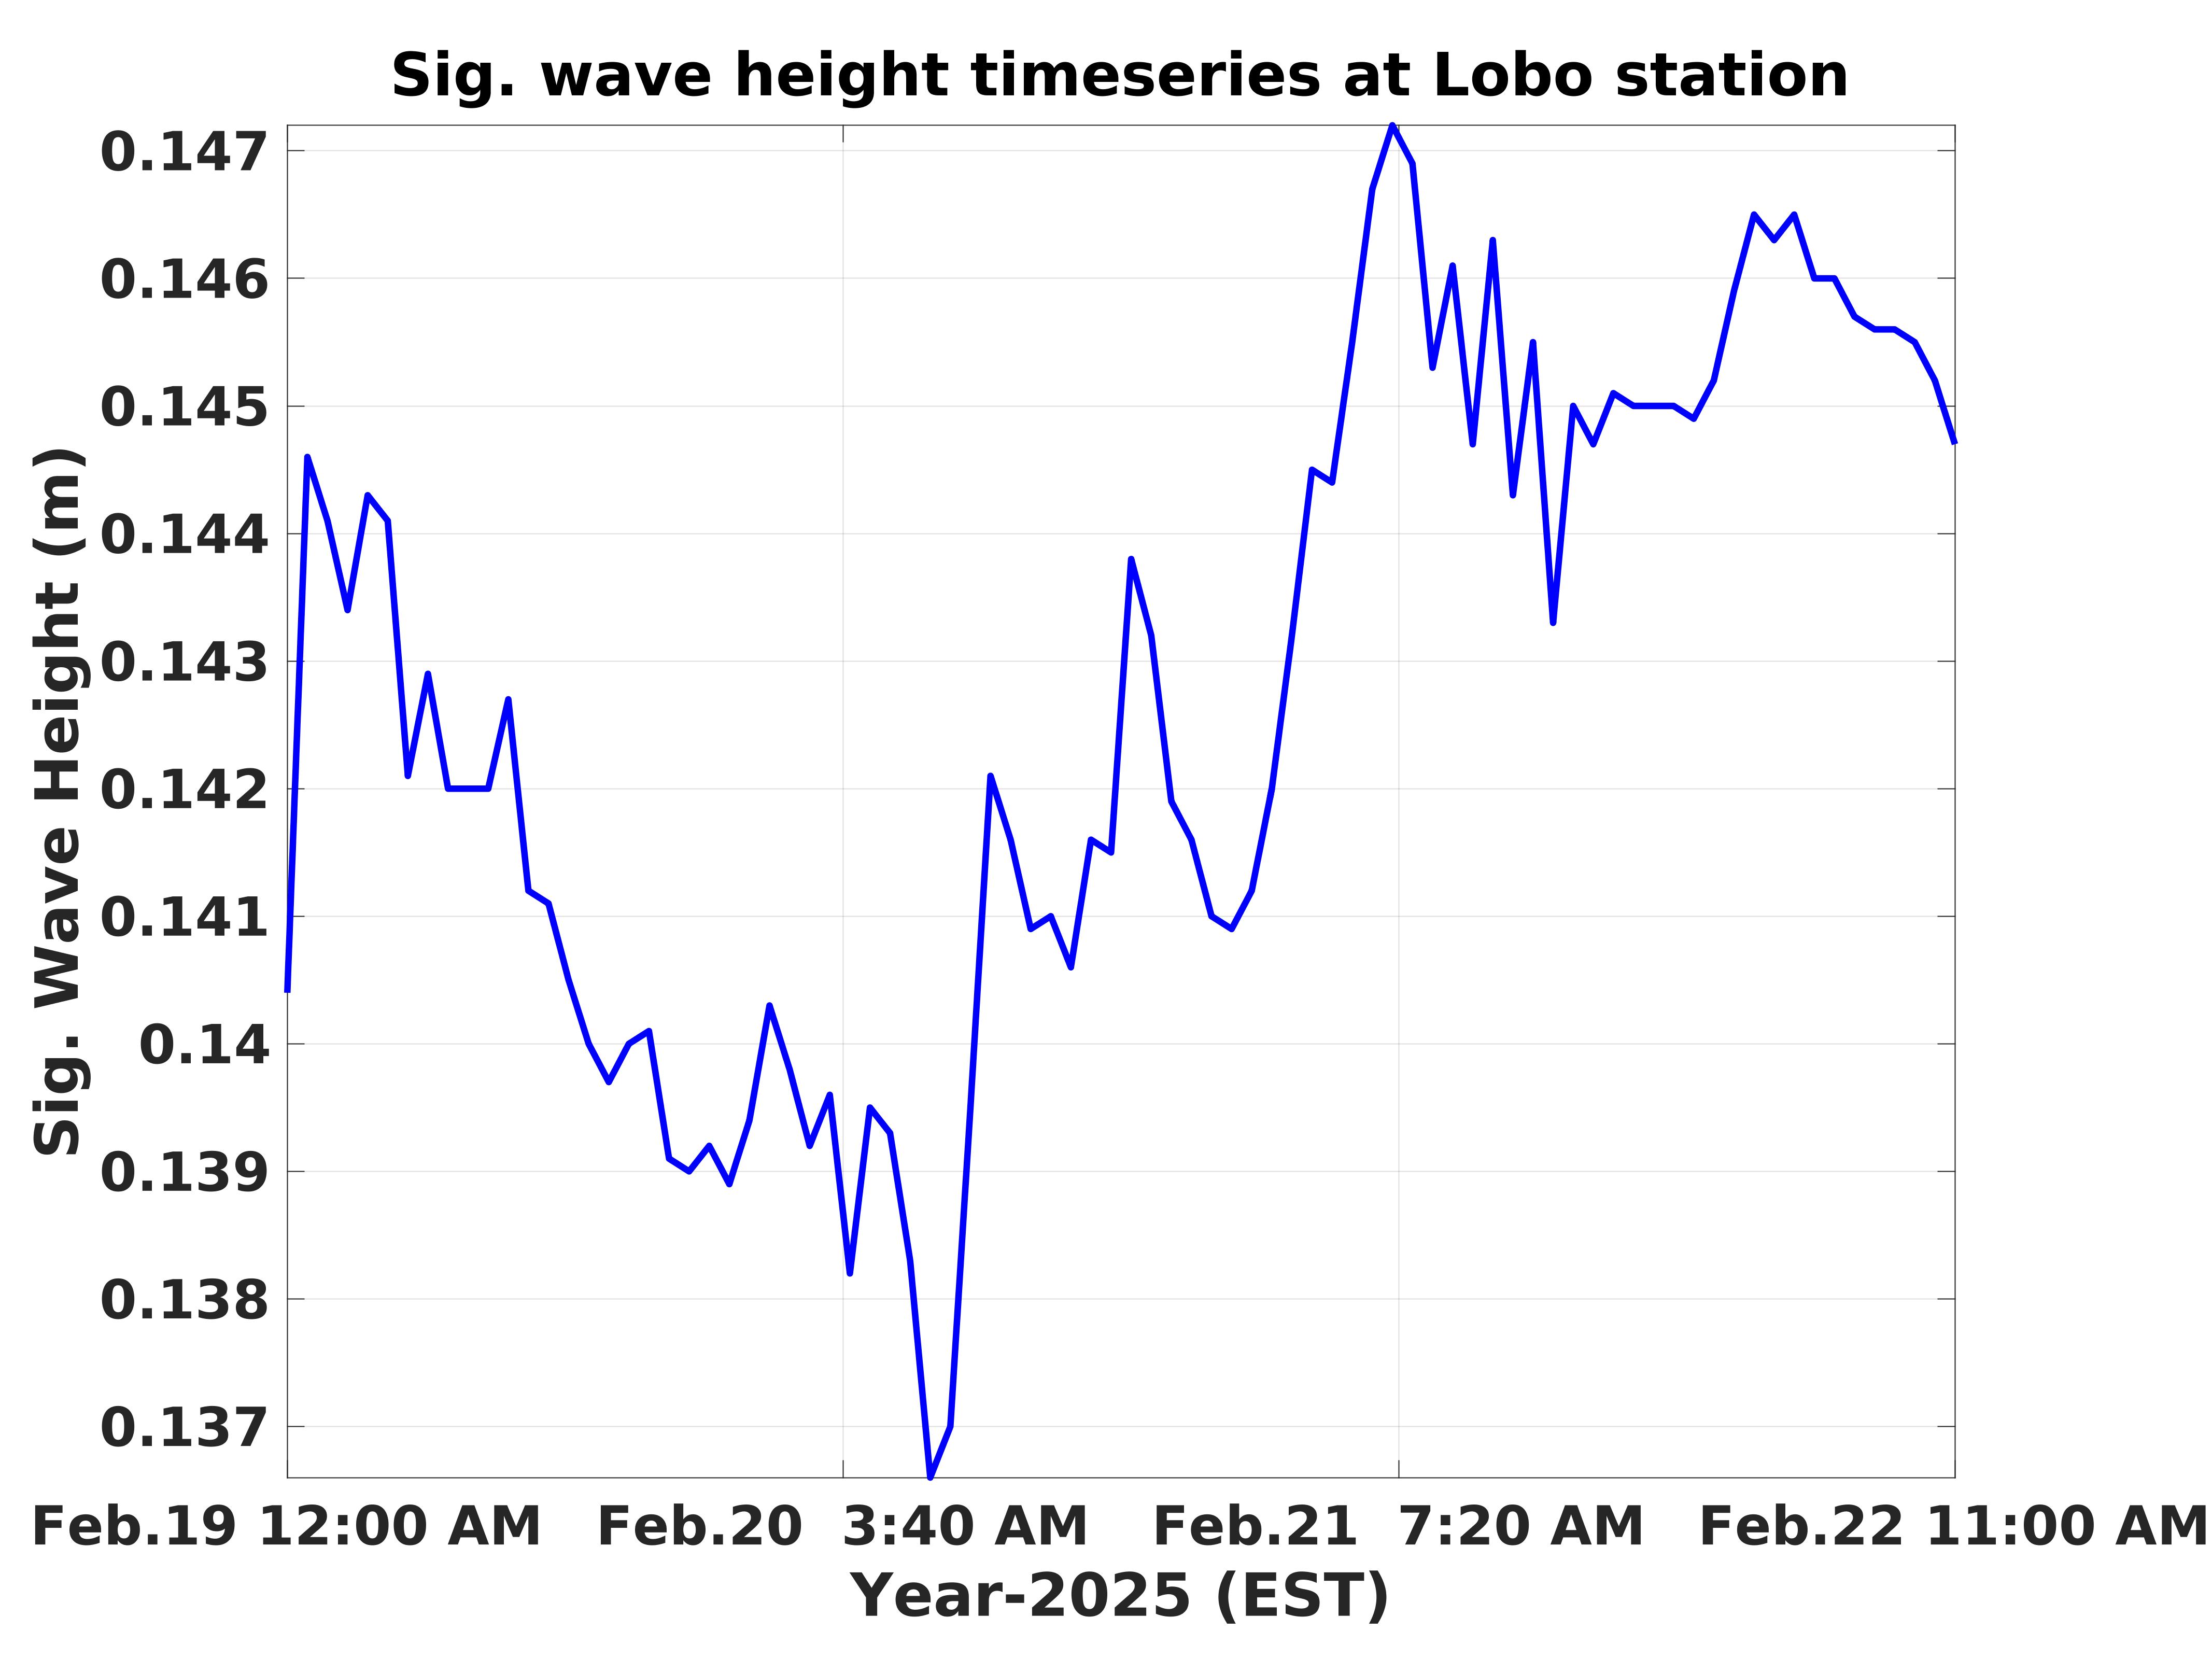 Sig. wave height timeseries at Lobo station
Sig. Wave Height (m)
0.147
0.146
0.145
0.144
0.143
0.142
0.141
0.14
0.139
0.138
0.137
Feb.19 12:00 AM Feb.20 3:40 AM Feb.21 7:20 AM Feb.22 11:00 AM
Year-2025 (EST)